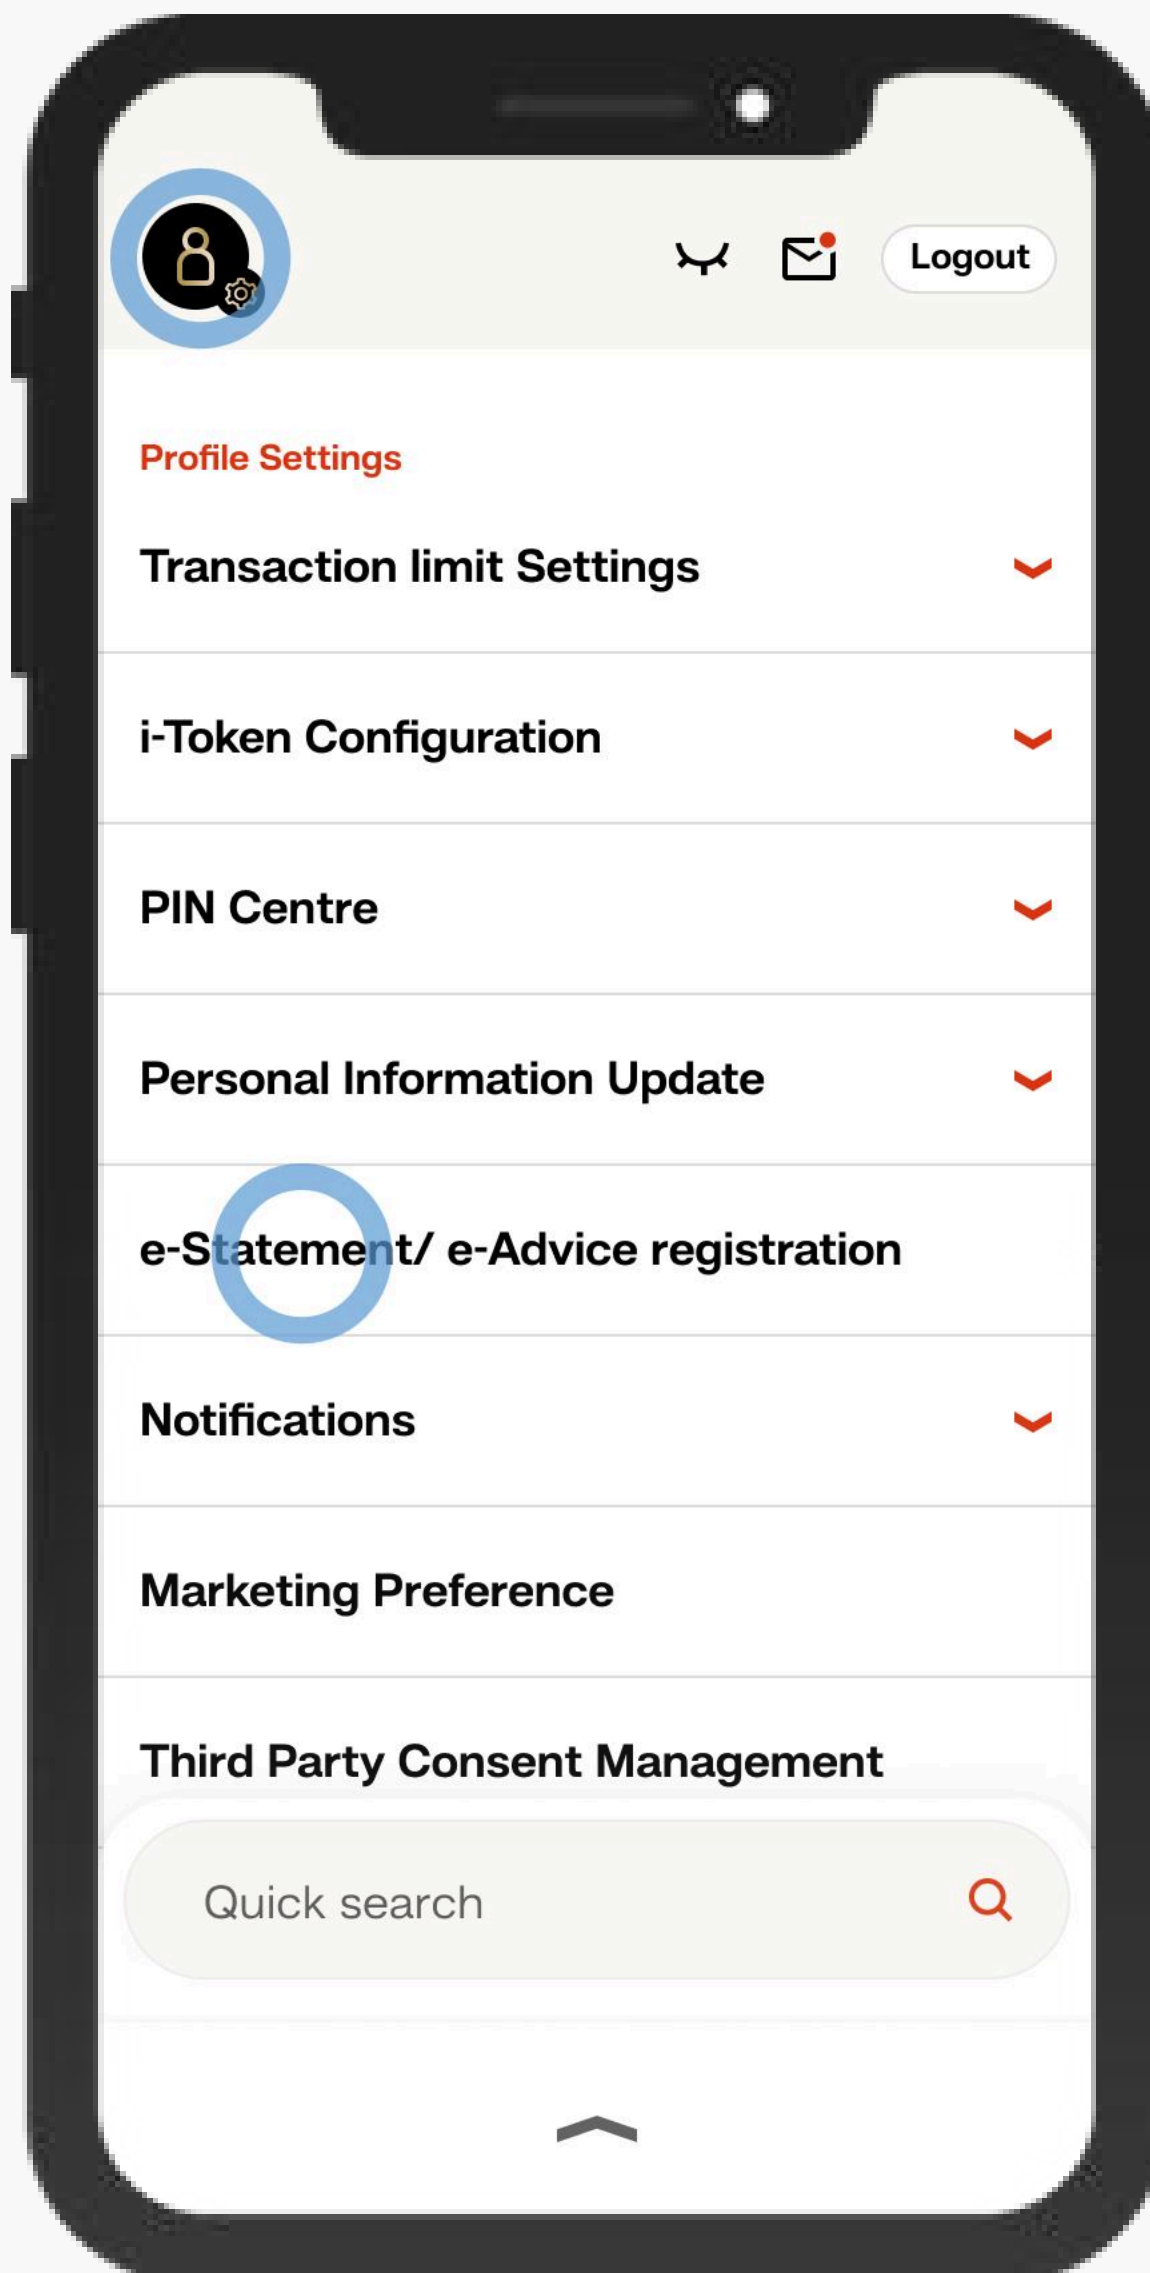 Logout
Profile Settings
Transaction limit Settings
i-Token Configuration
PIN Centre
Personal Information Update
e-Statement/ e-Advice registration
Notifications
Marketing Preference
Third Party Consent Management
Quick search